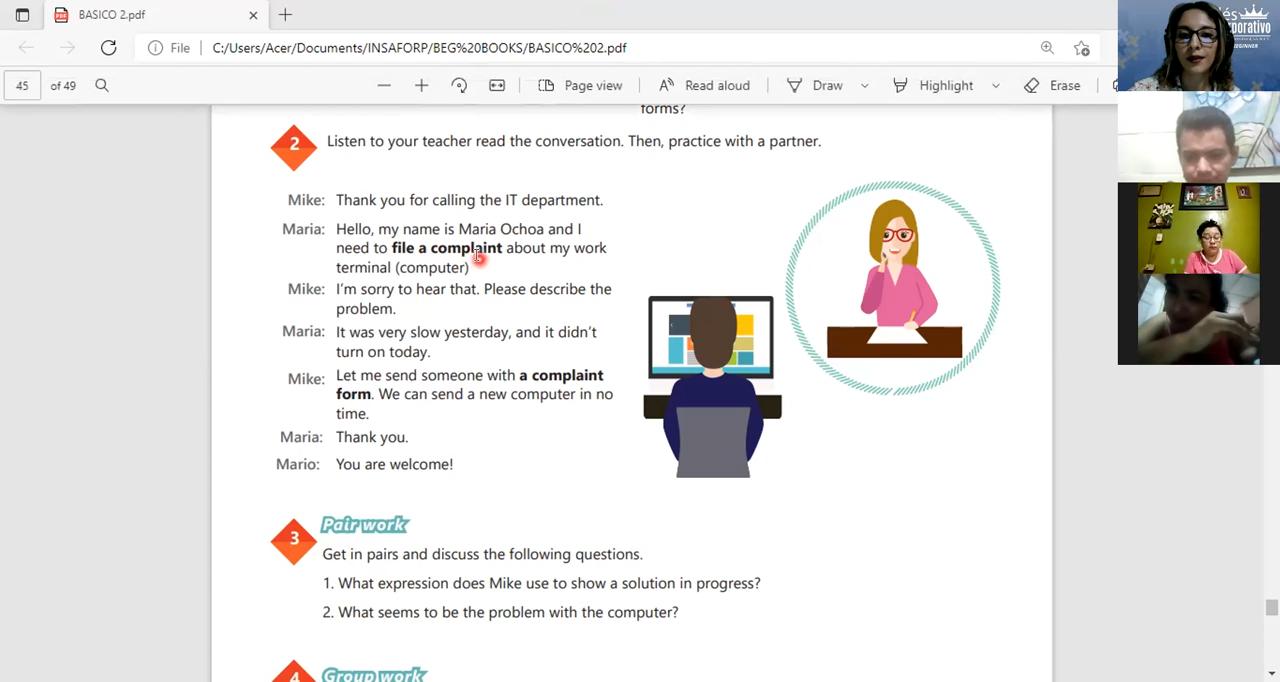 BASICO 2.pdf
File
C:/Users/Acer/Documents/INSAFORP/BEG%20BOOKS/BASICO%202.pdf
45 of 49
Page view
Read aloud
Draw
Highlight
Erase
forms?
2 Listen to your teacher read the conversation. Then, practice with a partner.
Mike: Thank you for calling the IT department.
Maria: Hello, my name is Maria Ochoa and I
need to file a complaint about my work
terminal (computer)
Mike: I'm sorry to hear that. Please describe the
problem.
Maria: It was very slow yesterday, and it didn't
turn on today.
Mike: Let me send someone with a complaint
form. We can send a new computer in no
time.
Maria: Thank you.
Mario: You are welcome!
3 Pair work
Get in pairs and discuss the following questions.
1. What expression does Mike use to show a solution in progress?
2. What seems to be the problem with the computer?
4 Group work